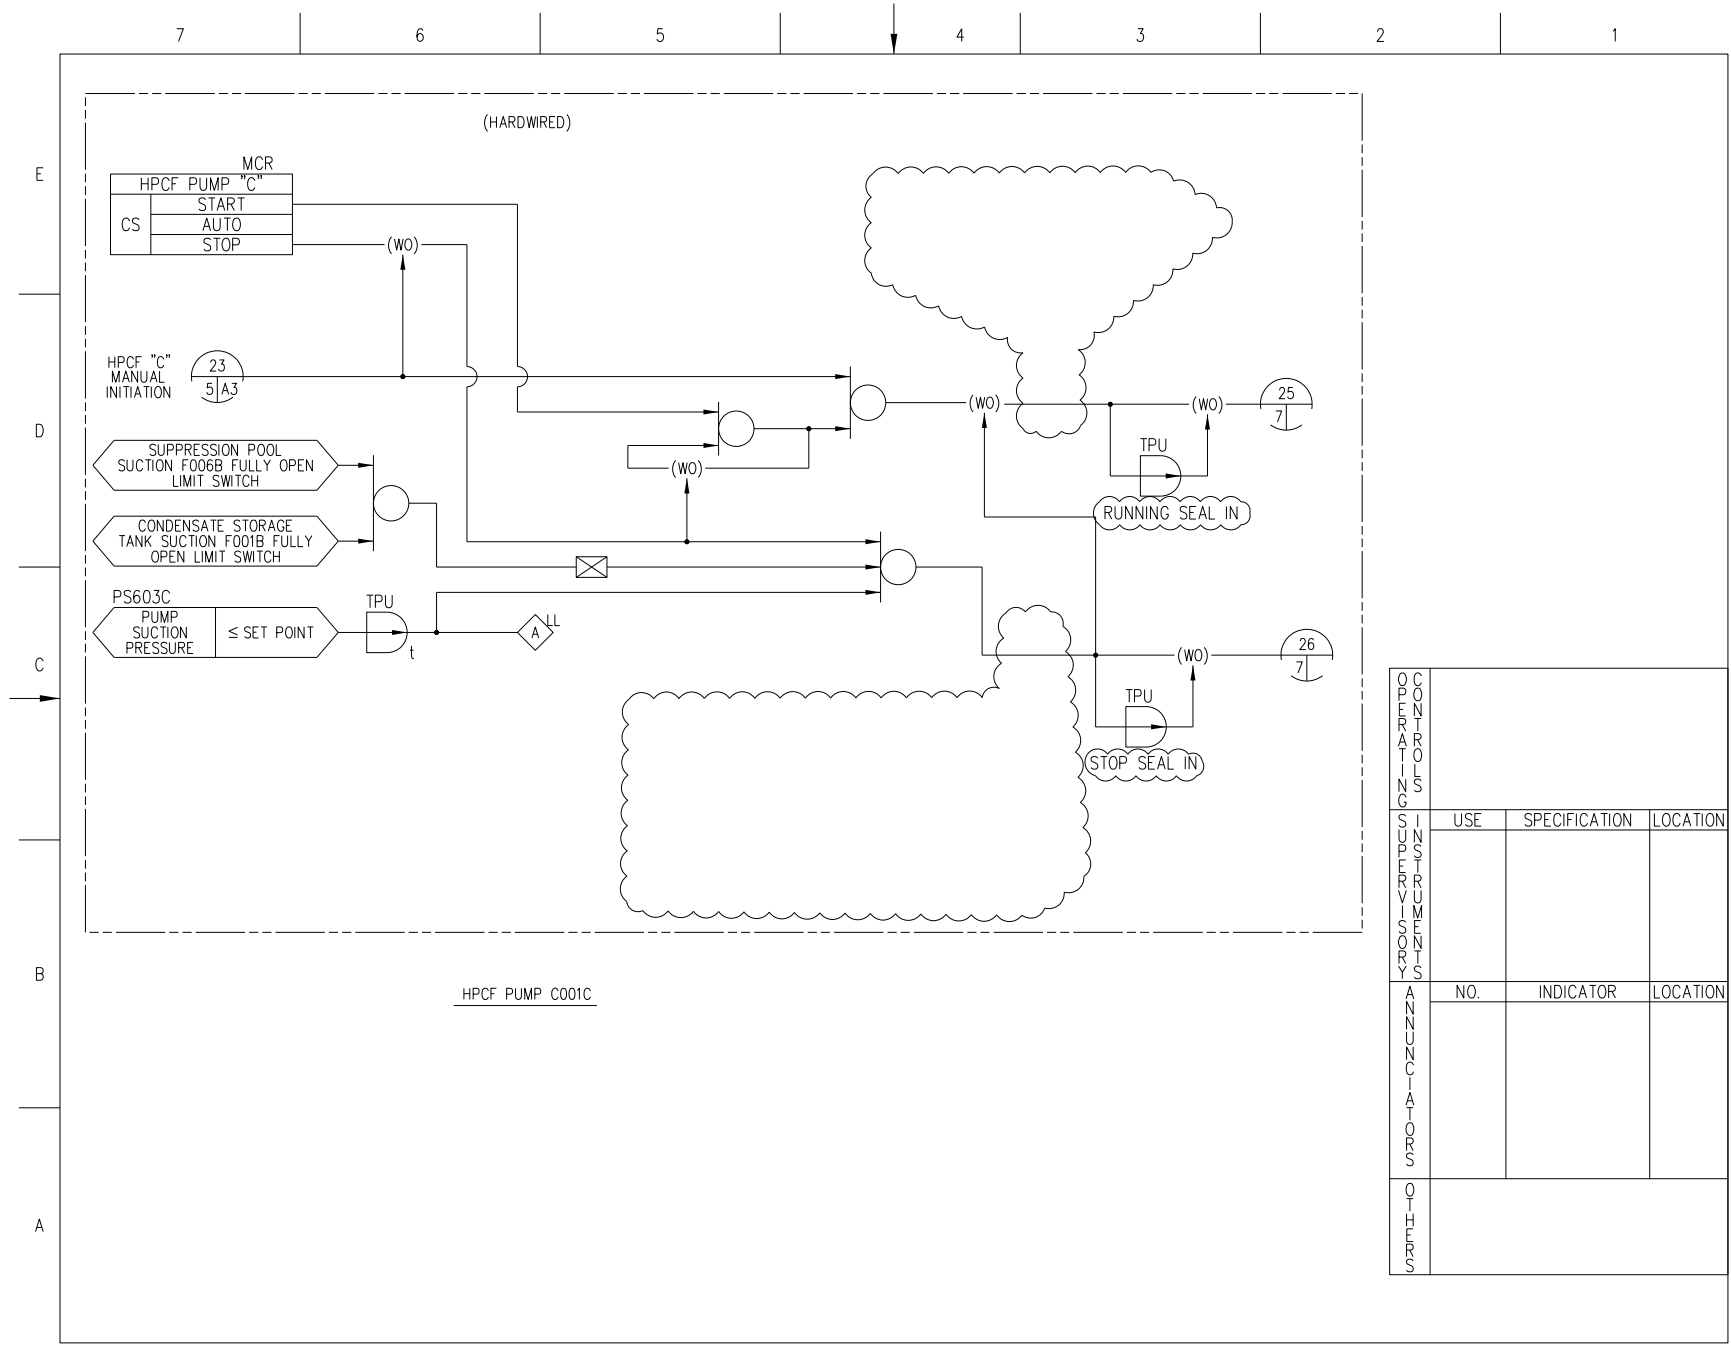 7 6 5 4 3 2 1
E
D
C
B
A
(HARDWIRED)
MCR
HPCF PUMP "C"
CS
START
AUTO
STOP
(WO)
HPCF "C"
MANUAL
INITIATION
23
5 A3
(WO)
(WO)
(WO)
25
7
TPU
RUNNING SEAL IN
SUPPRESSION POOL
SUCTION F006B FULLY OPEN
LIMIT SWITCH
CONDENSATE STORAGE
TANK SUCTION F001B FULLY
OPEN LIMIT SWITCH
PS603C
PUMP
SUCTION
PRESSURE
≤ SET POINT
TPU
t
A
LL
(WO)
26
7
TPU
STOP SEAL IN
HPCF PUMP C001C
OPERATING
CONTROLS
SUPERVISORY
INSTRUMENTS
USE SPECIFICATION LOCATION
ANNUNCIATORS
NO. INDICATOR LOCATION
OTHERS